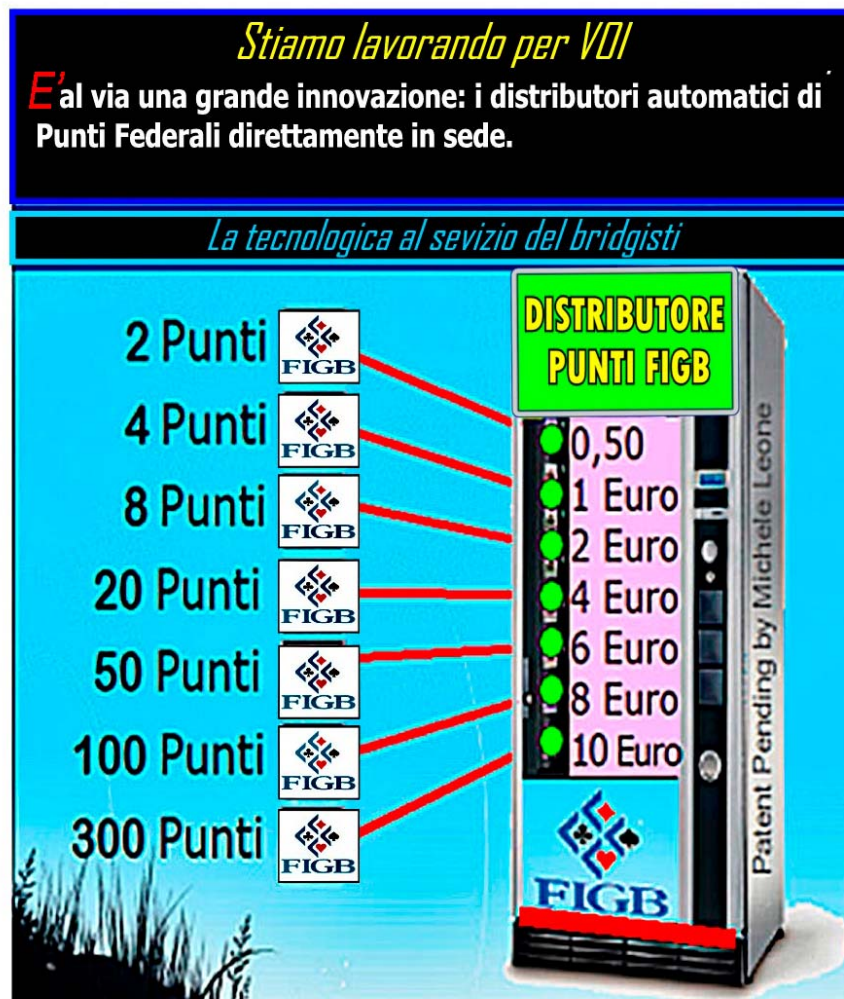 Stiamo lavorando per VOI
E' al via una grande innovazione: i distributori automatici di
Punti Federali direttamente in sede.
La tecnologica al sevizio del bridgisti
DISTRIBUTORE
PUNTI FIGB
2 Punti
FIGB
4 Punti
FIGB
8 Punti
FIGB
20 Punti
FIGB
50 Punti
FIGB
100 Punti
FIGB
300 Punti
FIGB
0,50
1 Euro
2 Euro
4 Euro
6 Euro
8 Euro
10 Euro
FIGB
Patent Pending by Michele Leone